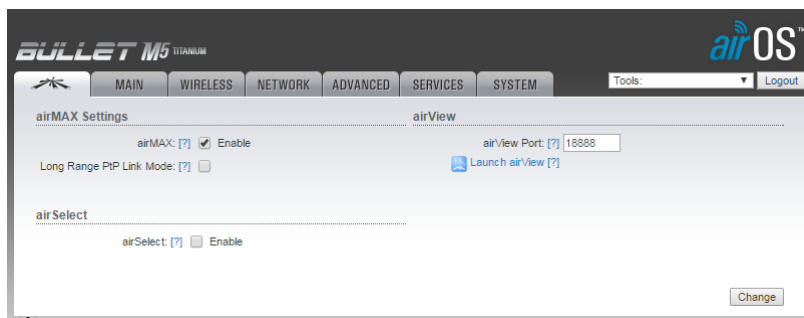 BULLET M5 TITANIUM
airOS™
MAIN WIRELESS NETWORK ADVANCED SERVICES SYSTEM
Tools: Logout
airMAX Settings
airMAX: [?] Enable
Long Range PtP Link Mode: [?]
airView
airView Port: [?] 18888
Launch airView [?]
airSelect
airSelect: [?] Enable
Change